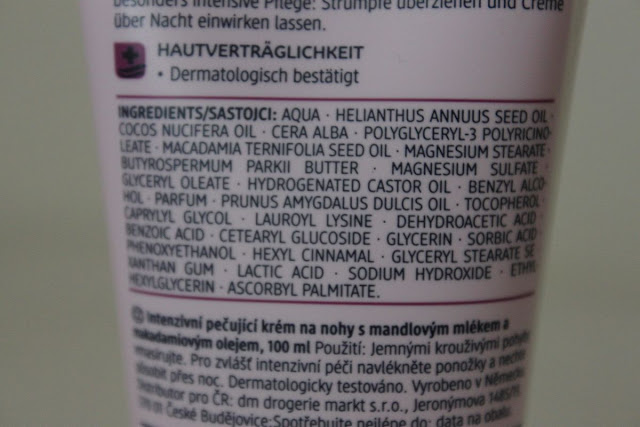 besonders intensive Pflege: Strümpfe überziehen und Creme
über Nacht einwirken lassen.
HAUTVERTRÄGLICHKEIT
• Dermatologisch bestätigt
INGREDIENTS/SASTOJCI: AQUA · HELIANTHUS ANNUUS SEED OIL ·
COCOS NUCIFERA OIL · CERA ALBA · POLYGLYCERYL-3 POLYRICINO-
LEATE · MACADAMIA TERNIFOLIA SEED OIL · MAGNESIUM STEARATE ·
BUTYROSPERMUM PARKII BUTTER · MAGNESIUM SULFATE ·
GLYCERYL OLEATE · HYDROGENATED CASTOR OIL · BENZYL ALCO-
HOL · PARFUM · PRUNUS AMYGDALUS DULCIS OIL · TOCOPHEROL ·
CAPRYLYL GLYCOL · LAUROYL LYSINE · DEHYDROACETIC ACID ·
BENZOIC ACID · CETEARYL GLUCOSIDE · GLYCERIN · SORBIC ACID ·
PHENOXYETHANOL · HEXYL CINNAMAL · GLYCERYL STEARATE SE ·
XANTHAN GUM · LACTIC ACID · SODIUM HYDROXIDE · ETHYL-
HEXYLGLYCERIN · ASCORBYL PALMITATE.
Intenzivní pečující krém na nohy s mandlovým mlékem a
makadamiovým olejem, 100 ml Použití: Jemnými krouživými pohyby
vmasírujte. Pro zvlášť intenzivní péči navlékněte ponožky a nechte
působit přes noc. Dermatologicky testováno. Vyrobeno v Německu.
Distributor pro ČR: dm drogerie markt s.r.o., Jeronýmova
370 01 České Budějovice · Spotřebujte nejlépe do: data na obalu.